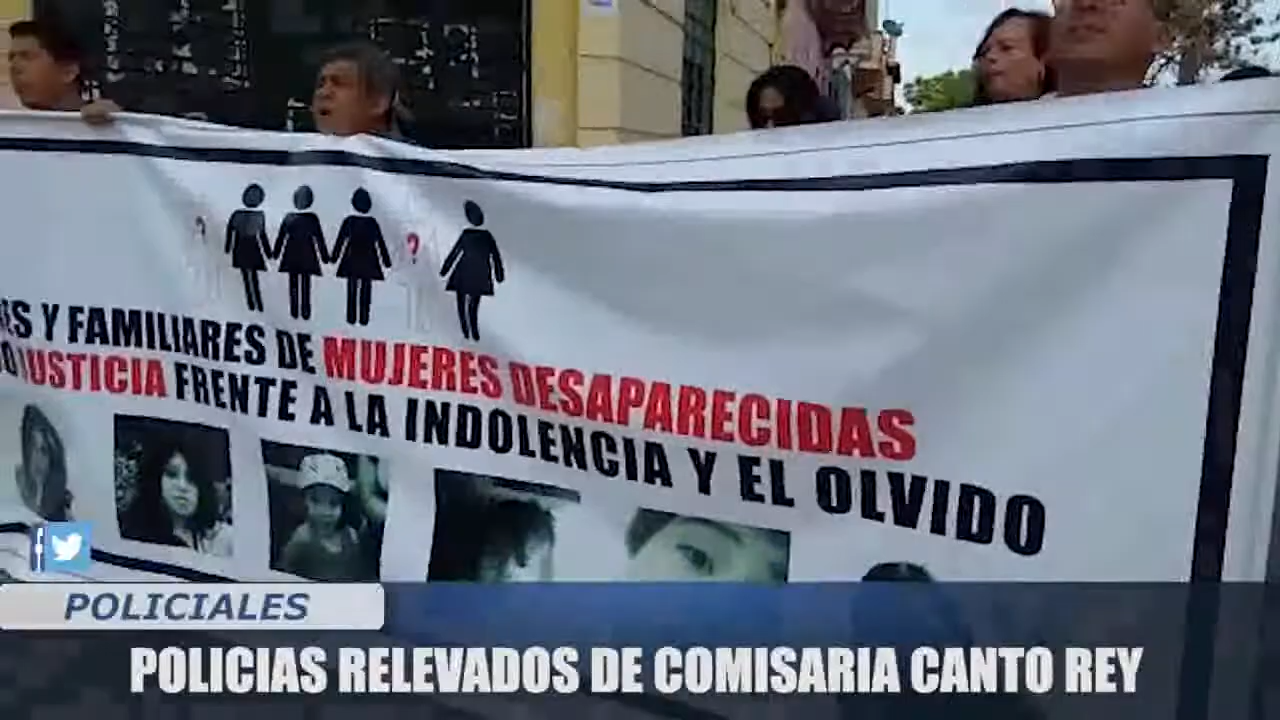 ? ?
ES Y FAMILIARES DE MUJERES DESAPARECIDAS
JUSTICIA FRENTE A LA INDOLENCIA Y EL OLVIDO
POLICIALES
POLICIAS RELEVADOS DE COMISARIA CANTO REY